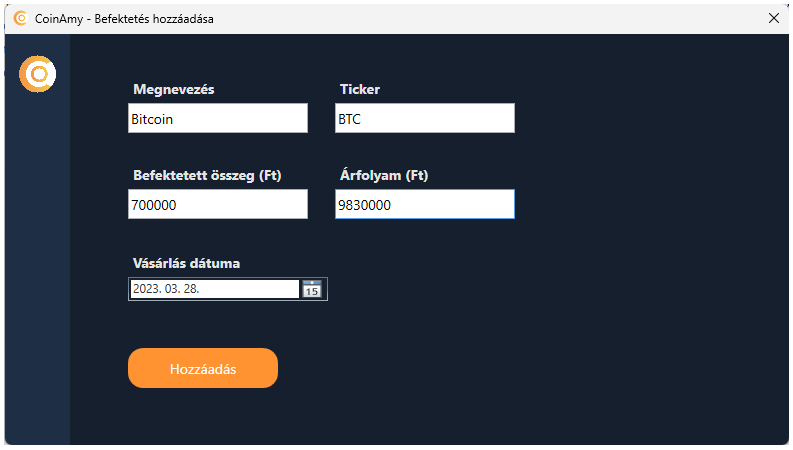 CoinAmy - Befektetés hozzáadása
Megnevezés Ticker
Bitcoin BTC
Befektetett összeg (Ft) Árfolyam (Ft)
700000 9830000
Vásárlás dátuma
2023. 03. 28.
15
Hozzáadás